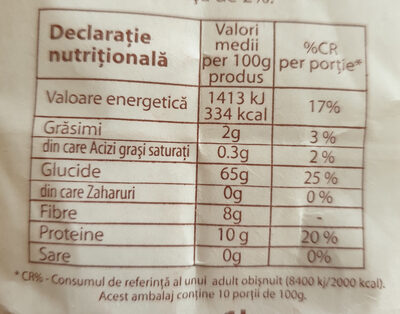 de 2%.
Declarație nutrițională
Valori medii per 100g produs
%CR per porție*
Valoare energetică 1413 kJ 334 kcal 17%
Grăsimi 2g 3 %
din care Acizi grași saturați 0.3g 2 %
Glucide 65g 25 %
din care Zaharuri 0g 0 %
Fibre 8g -
Proteine 10 g 20 %
Sare 0g 0%
* CR% - Consumul de referință al unui adult obișnuit (8400 kJ/2000 kcal).
Acest ambalaj conține 10 porții de 100g.